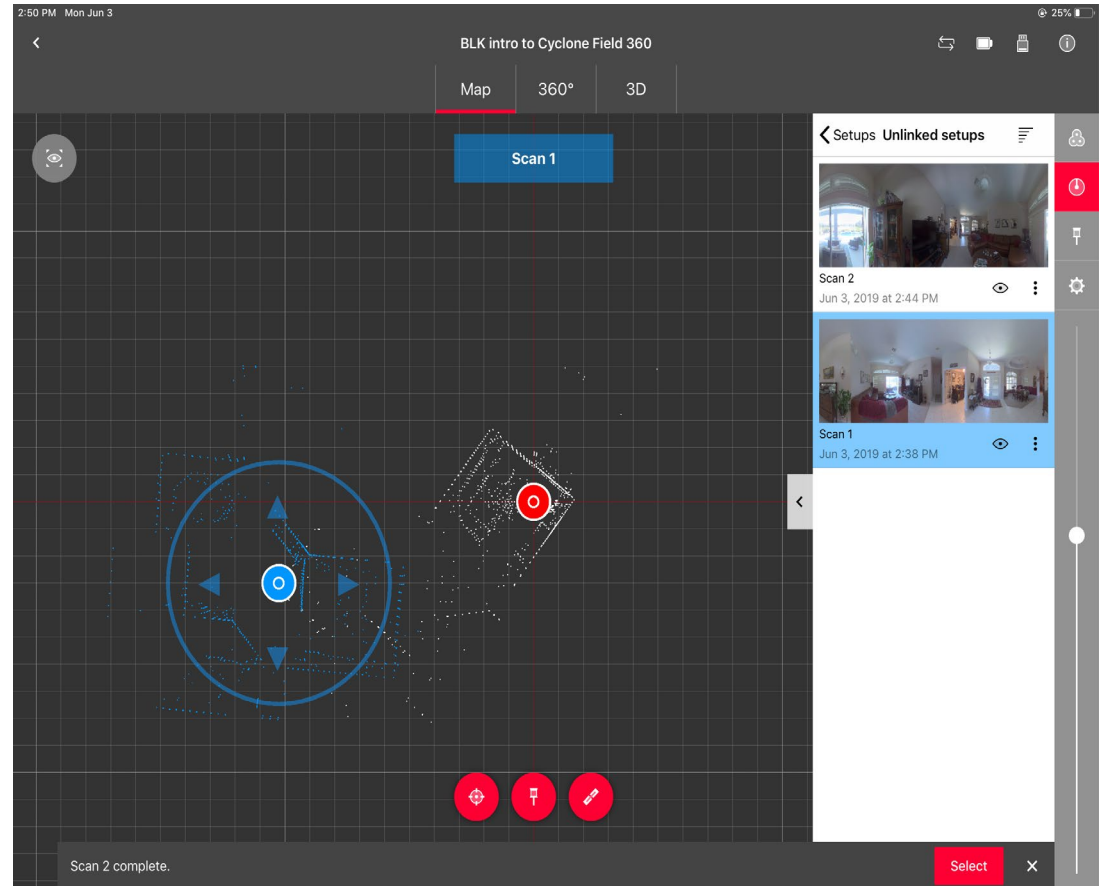 2:50 PM Mon Jun 3
25%
BLK intro to Cyclone Field 360
Map 360° 3D
Scan 1
Setups Unlinked setups
Scan 2
Jun 3, 2019 at 2:44 PM
Scan 1
Jun 3, 2019 at 2:38 PM
Scan 2 complete.
Select